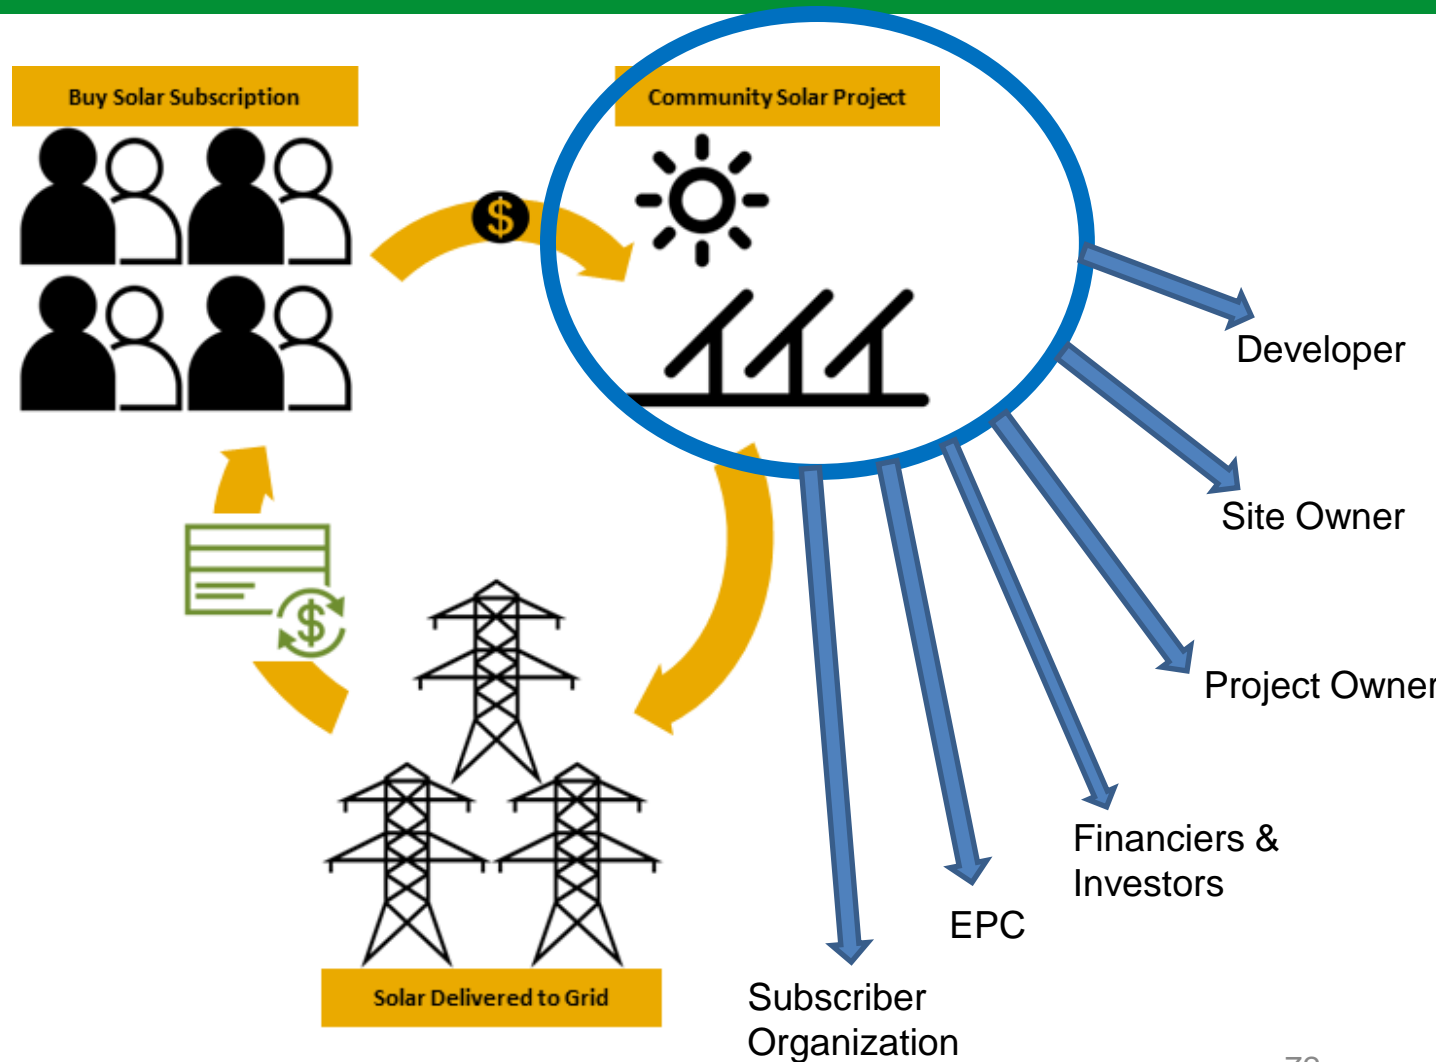 Buy Solar Subscription
Community Solar Project
$
Developer
Site Owner
Project Owner
$
Financiers &
Investors
EPC
Solar Delivered to Grid
Subscriber
Organization